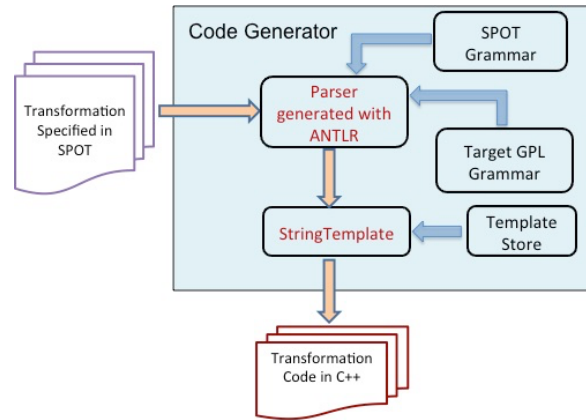 Code Generator
SPOT
Grammar
Transformation
Specified in
SPOT
Parser
generated with
ANTLR
Target GPL
Grammar
StringTemplate
Template
Store
Transformation
Code in C++